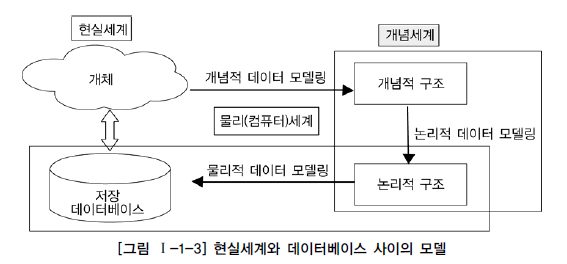 현실세계
개념세계
개체
개념적 데이터 모델링
개념적 구조
물리(컴퓨터)세계
논리적 데이터 모델링
물리적 데이터 모델링
논리적 구조
저장
데이터베이스
[그림 Ⅰ-1-3] 현실세계와 데이터베이스 사이의 모델